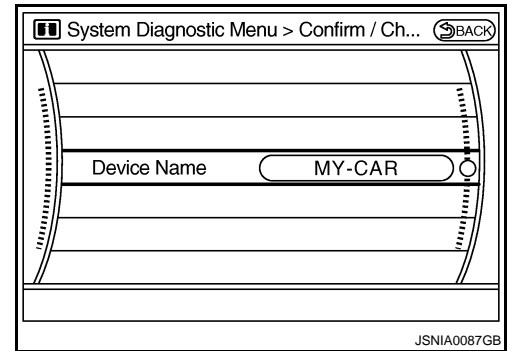 System Diagnostic Menu > Confirm / Ch... BACK
Device Name MY-CAR
JSNIA0087GB